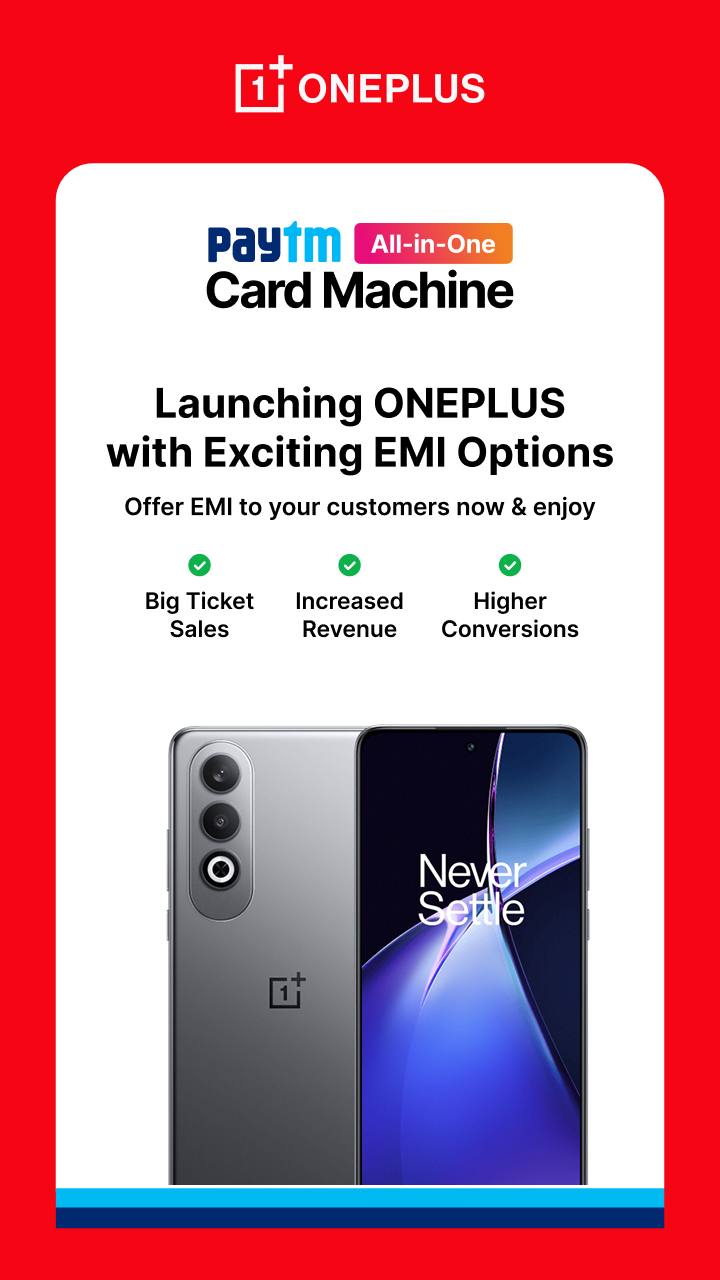 1+ ONEPLUS
paytm All-in-One
Card Machine
Launching ONEPLUS
with Exciting EMI Options
Offer EMI to your customers now & enjoy
Big Ticket
Sales
Increased
Revenue
Higher
Conversions
Never
Settle
1+